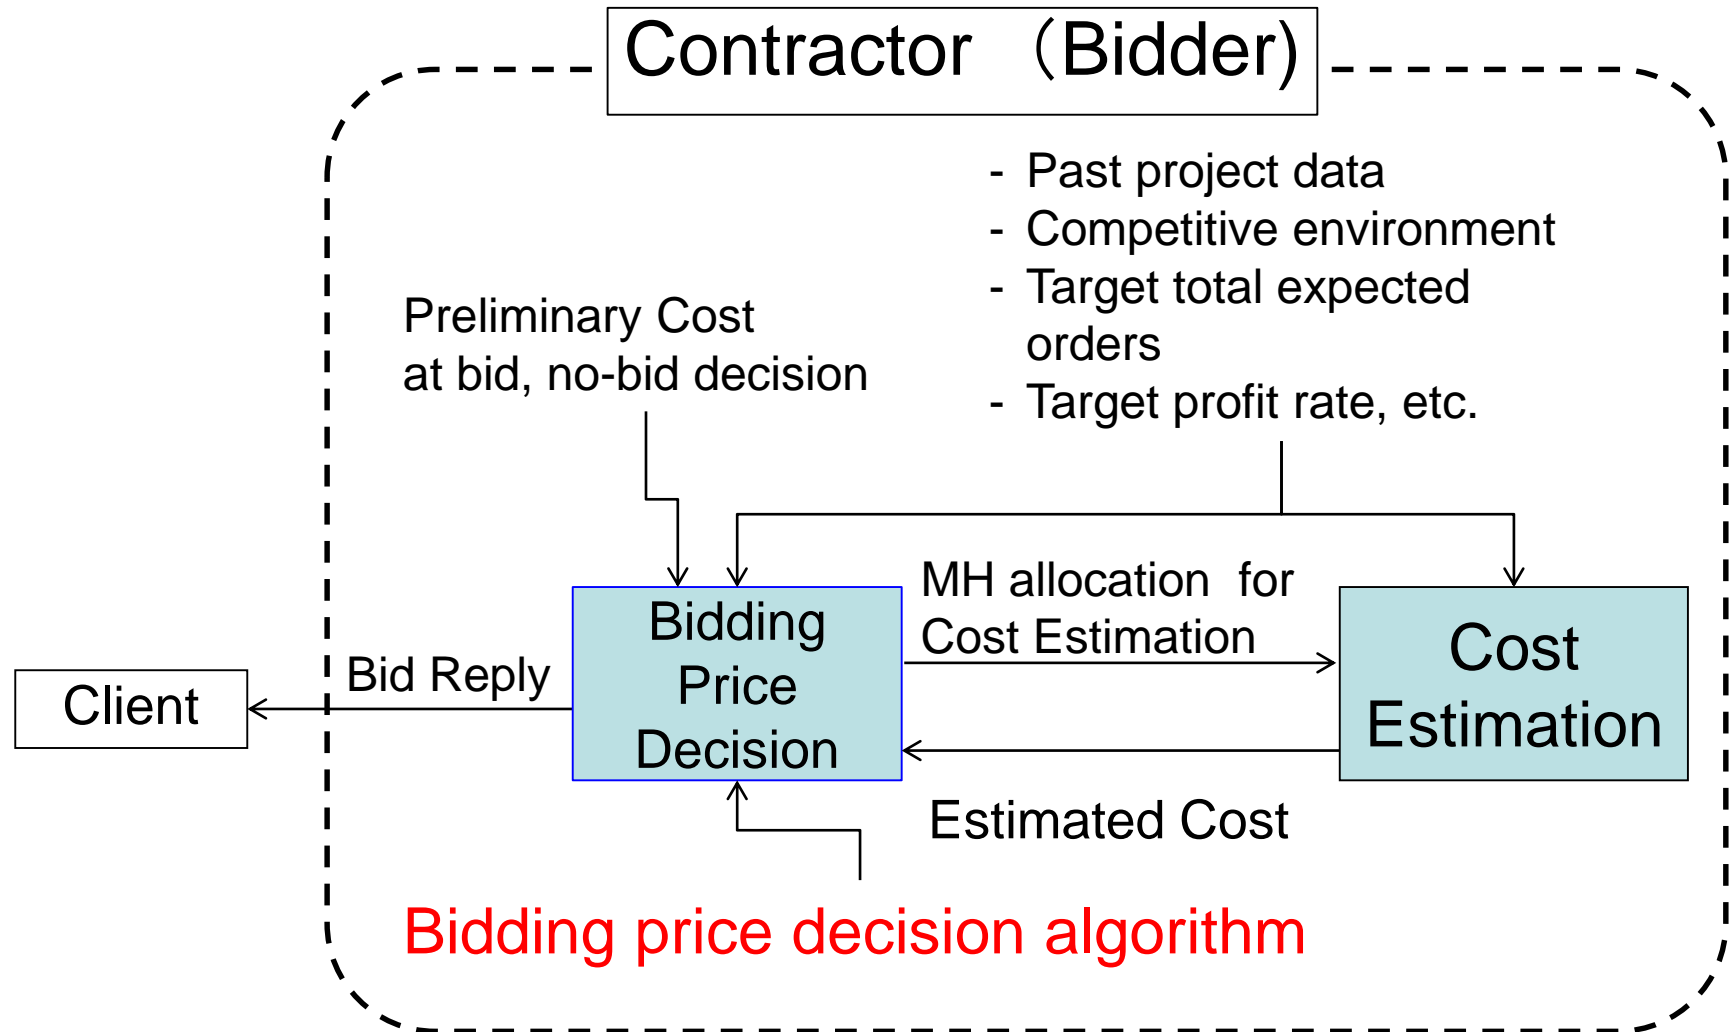 Contractor （Bidder)
- Past project data
- Competitive environment
- Target total expected
orders
- Target profit rate, etc.
Preliminary Cost
at bid, no-bid decision
MH allocation for
Cost Estimation
Bidding
Price
Decision
Cost
Estimation
Bid Reply
Client
Estimated Cost
Bidding price decision algorithm